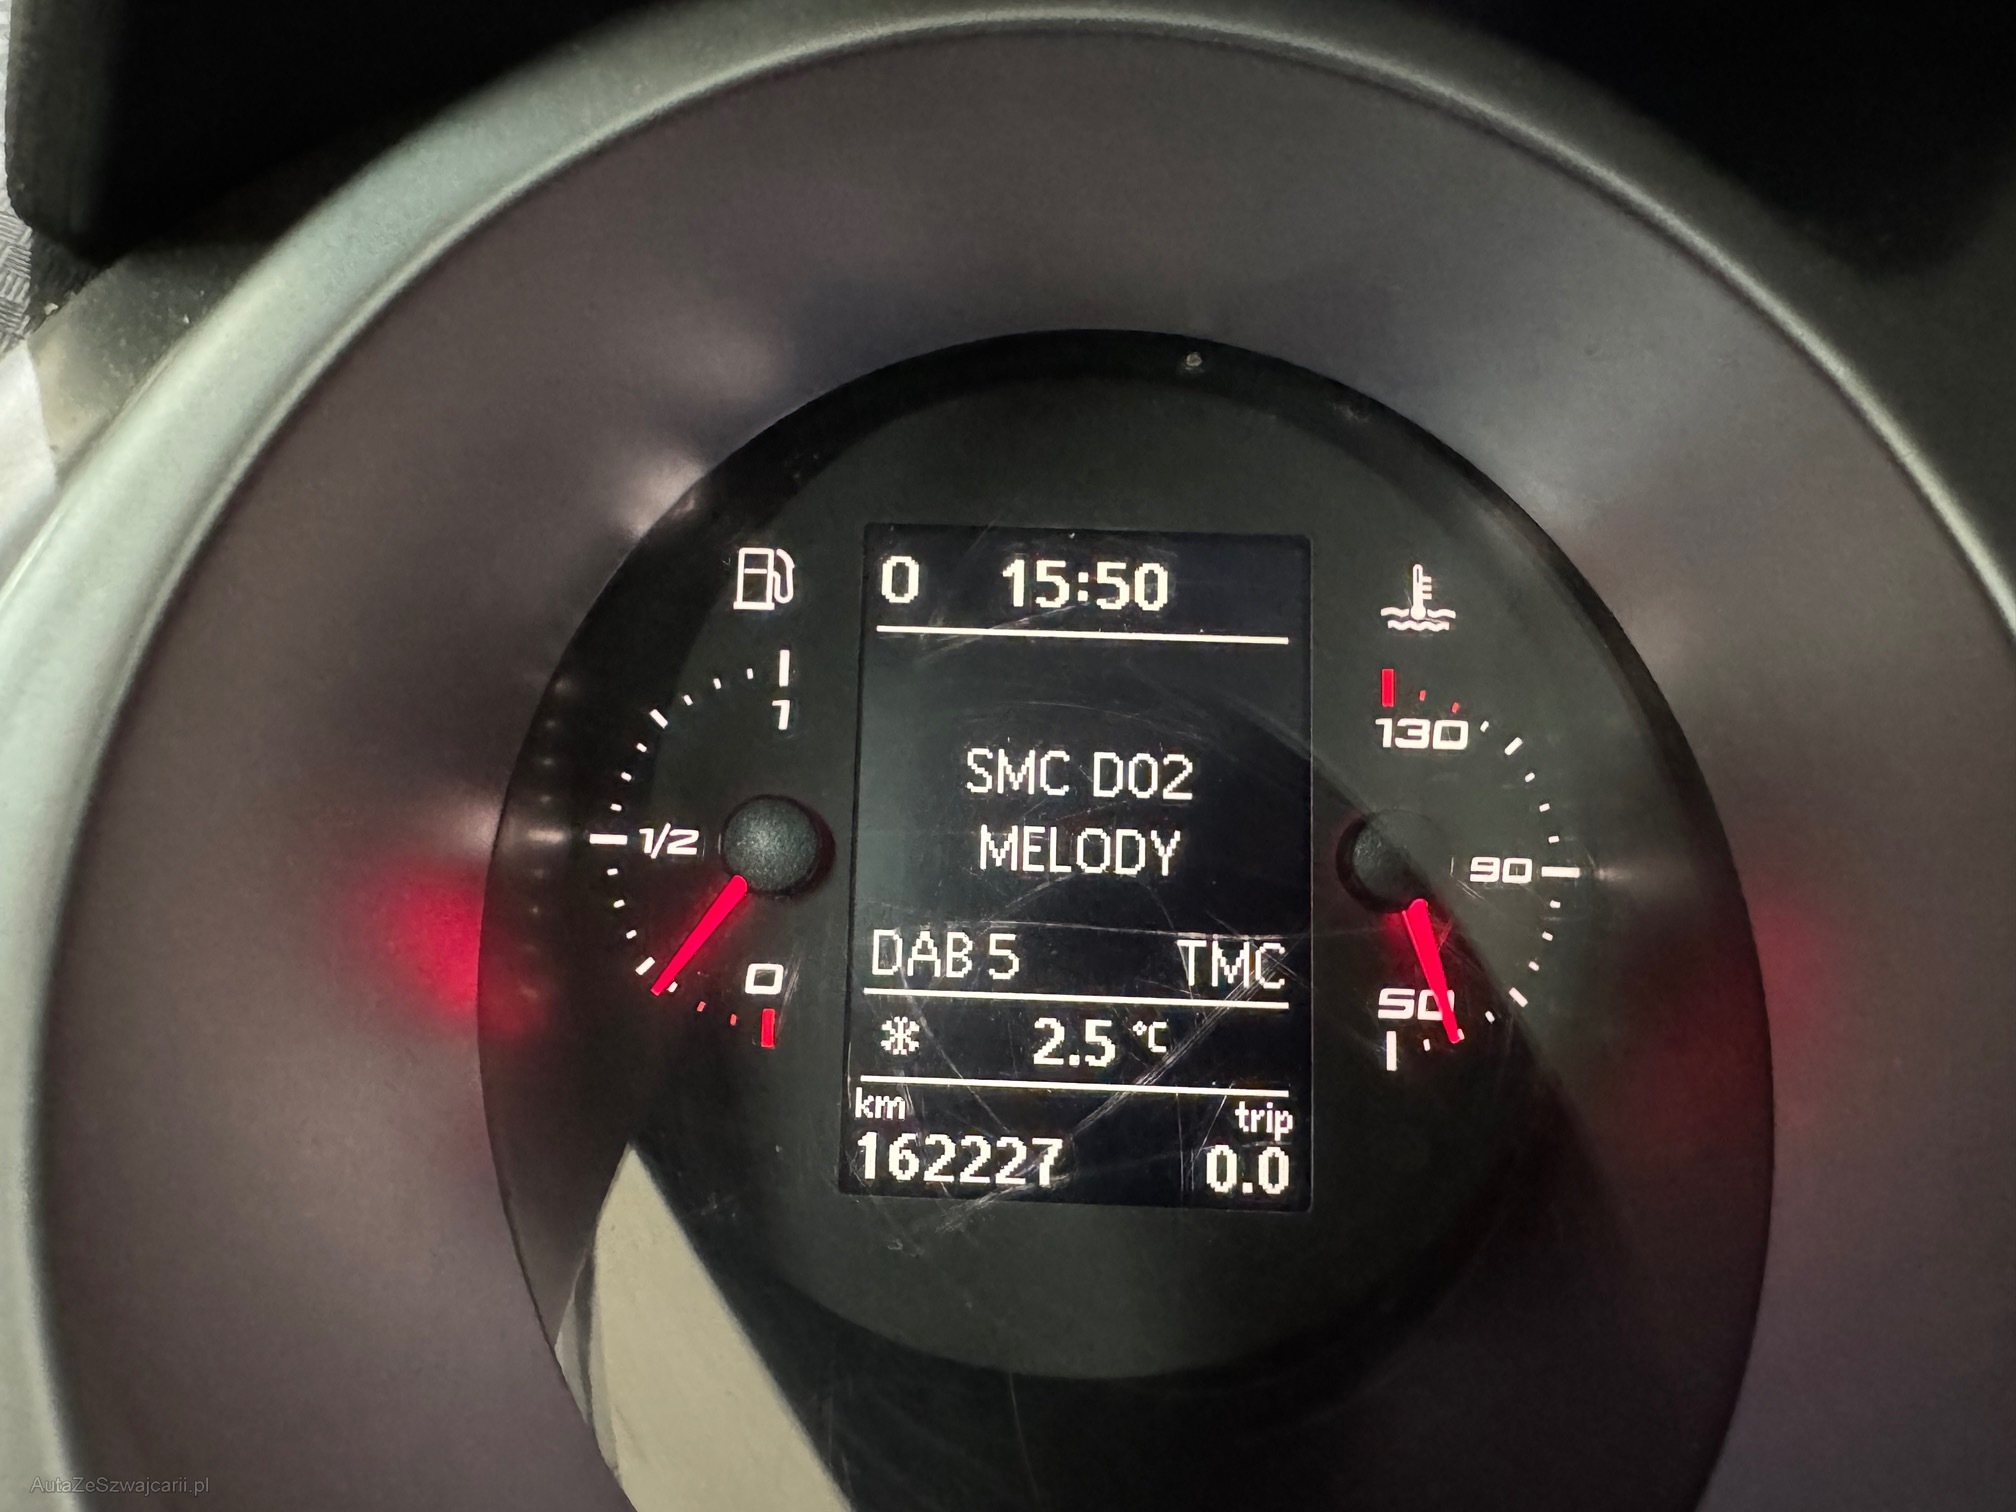 0 15:50
1
130
SMC D02
1/2
MELODY
90
DAB 5 TMC
0
50
2.5 °C
km trip
162227 0.0
AutaZeSzwajcarii.pl